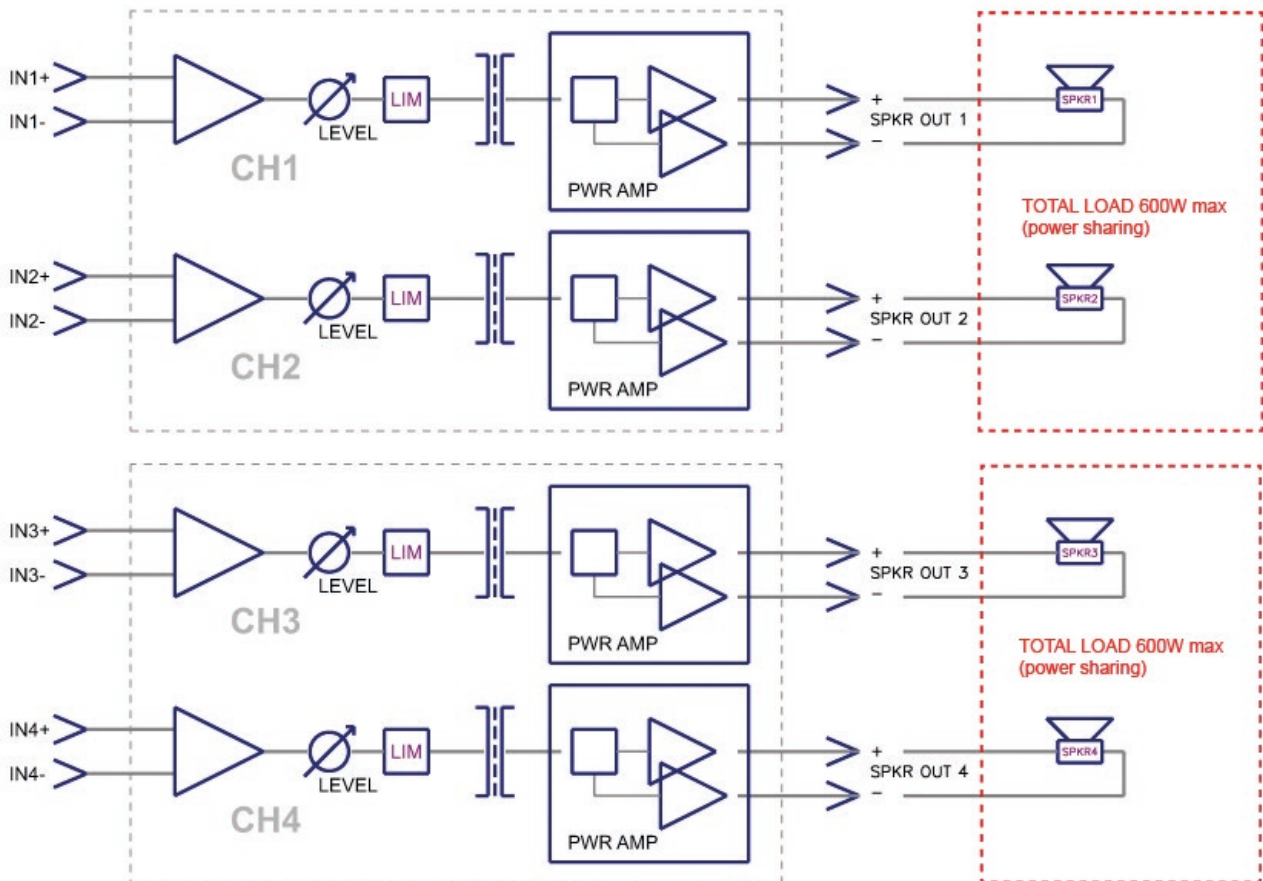 IN1+
IN1-
LEVEL
LIM
CH1
PWR AMP
+
SPKR OUT 1
−
SPKR1
TOTAL LOAD 600W max
(power sharing)
IN2+
IN2-
LEVEL
LIM
CH2
PWR AMP
+
SPKR OUT 2
−
SPKR2
IN3+
IN3-
LEVEL
LIM
CH3
PWR AMP
+
SPKR OUT 3
−
SPKR3
TOTAL LOAD 600W max
(power sharing)
IN4+
IN4-
LEVEL
LIM
CH4
PWR AMP
+
SPKR OUT 4
−
SPKR4